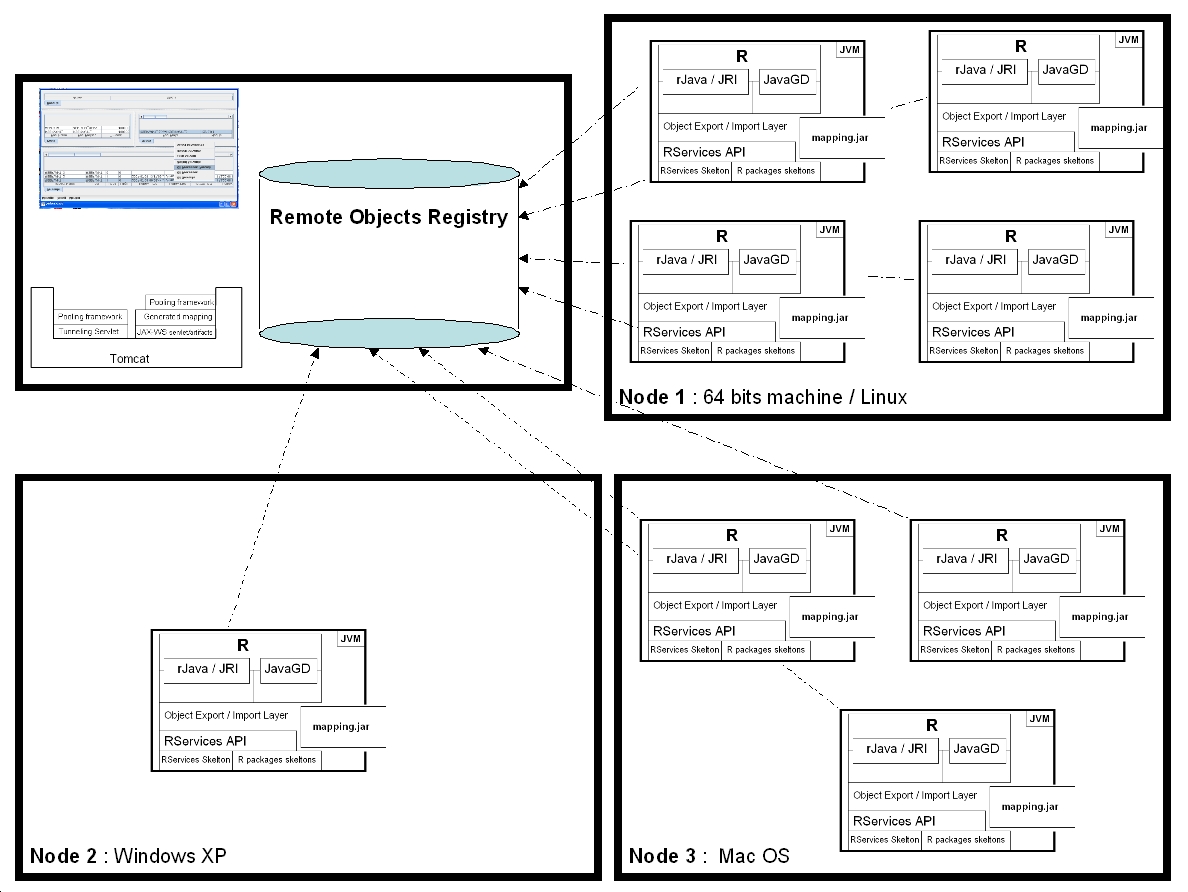 Remote Objects Registry
Pooling framework
Pooling framework
Generated mapping
Tunneling Servlet
JAX-WS servlet/artifacts
Tomcat
JVM
R
rJava / JRI
JavaGD
Object Export / Import Layer
mapping.jar
RServices API
RServices Skelton
R packages skeltons
JVM
R
rJava / JRI
JavaGD
Object Export / Import Layer
mapping.jar
RServices API
RServices Skelton
R packages skeltons
JVM
R
rJava / JRI
JavaGD
Object Export / Import Layer
mapping.jar
RServices API
RServices Skelton
R packages skeltons
JVM
R
rJava / JRI
JavaGD
Object Export / Import Layer
mapping.jar
RServices API
RServices Skelton
R packages skeltons
Node 1 : 64 bits machine / Linux
JVM
R
rJava / JRI
JavaGD
Object Export / Import Layer
mapping.jar
RServices API
RServices Skelton
R packages skeltons
Node 2 : Windows XP
JVM
R
rJava / JRI
JavaGD
Object Export / Import Layer
mapping.jar
RServices API
RServices Skelton
R packages skeltons
JVM
R
rJava / JRI
JavaGD
Object Export / Import Layer
mapping.jar
RServices API
RServices Skelton
R packages skeltons
JVM
R
rJava / JRI
JavaGD
Object Export / Import Layer
mapping.jar
RServices API
RServices Skelton
R packages skeltons
Node 3 : Mac OS